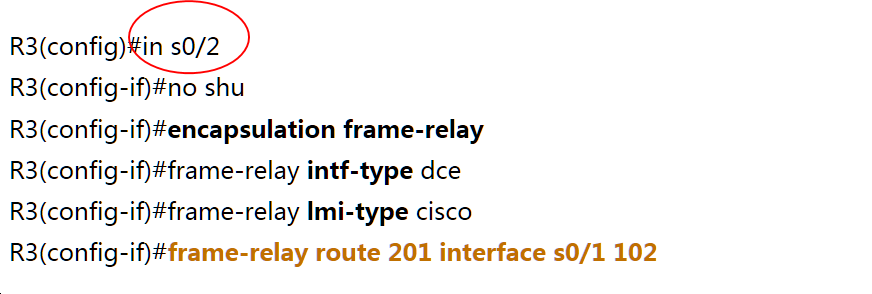 R3(config)#in s0/2
R3(config-if)#no shu
R3(config-if)#encapsulation frame-relay
R3(config-if)#frame-relay intf-type dce
R3(config-if)#frame-relay lmi-type cisco
R3(config-if)#frame-relay route 201 interface s0/1 102